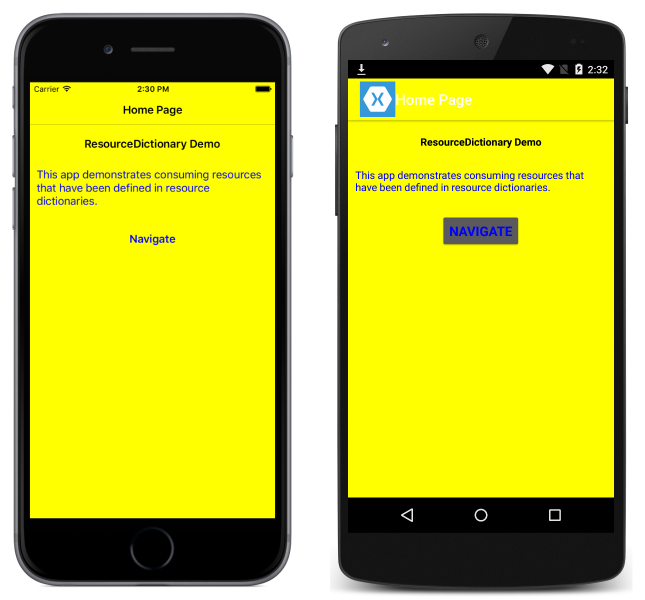 Carrier 2:30 PM
Home Page
ResourceDictionary Demo
This app demonstrates consuming resources
that have been defined in resource
dictionaries.
Navigate
2:32
Home Page
ResourceDictionary Demo
This app demonstrates consuming resources that
have been defined in resource dictionaries.
NAVIGATE